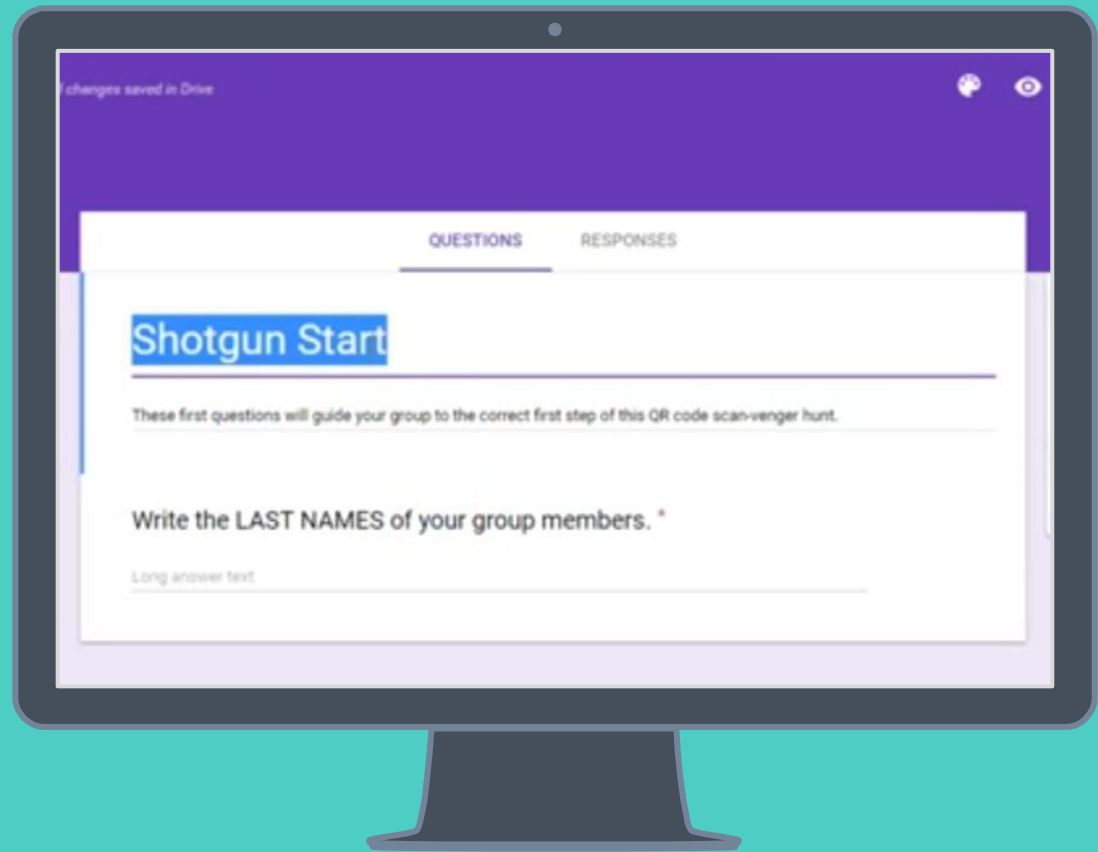 changes saved in Drive
QUESTIONS RESPONSES
Shotgun Start
These first questions will guide your group to the correct first step of this QR code scan-venger hunt.
Write the LAST NAMES of your group members. *
Long answer text